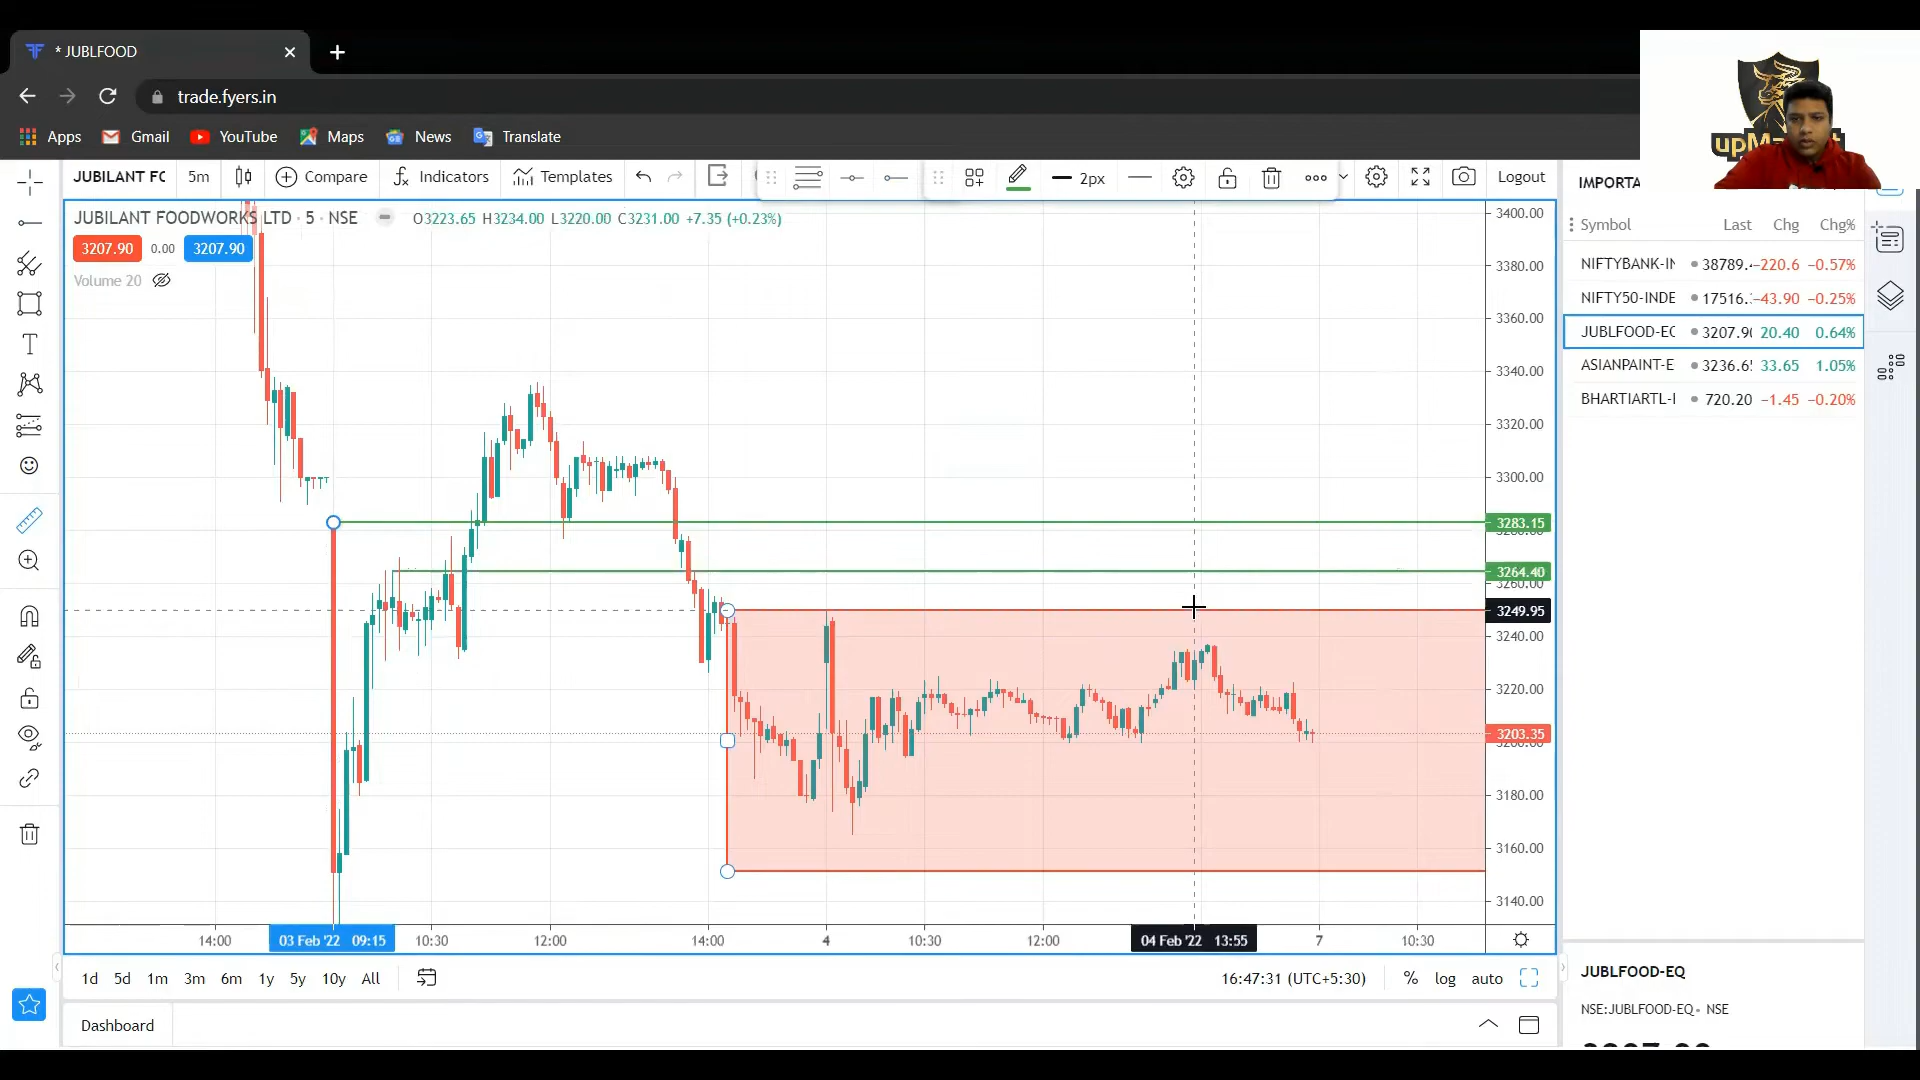 * JUBLFOOD
trade.fyers.in
Apps Gmail YouTube Maps News Translate
JUBILANT FC 5m Compare Indicators Templates 2px Logout
JUBILANT FOODWORKS LTD · 5 · NSE O3223.65 H3234.00 L3220.00 C3231.00 +7.35 (+0.23%)
3207.90 0.00 3207.90
Volume 20
3400.00
3380.00
3360.00
3340.00
3320.00
3300.00
3283.15
3264.40
3260.00
3249.95
3240.00
3220.00
3203.35
3200.00
3180.00
3160.00
3140.00
14:00 03 Feb '22 09:15 10:30 12:00 14:00 4 10:30 12:00 04 Feb '22 13:55 7 10:30
1d 5d 1m 3m 6m 1y 5y 10y All 16:47:31 (UTC+5:30) % log auto
Dashboard
IMPORTA
Symbol Last Chg Chg%
NIFTYBANK-IN 38789. -220.6 -0.57%
NIFTY50-INDE 17516. -43.90 -0.25%
JUBLFOOD-EC 3207.90 20.40 0.64%
ASIANPAINT-E 3236.65 33.65 1.05%
BHARTIARTL-I 720.20 -1.45 -0.20%
JUBLFOOD-EQ
NSE:JUBLFOOD-EQ • NSE